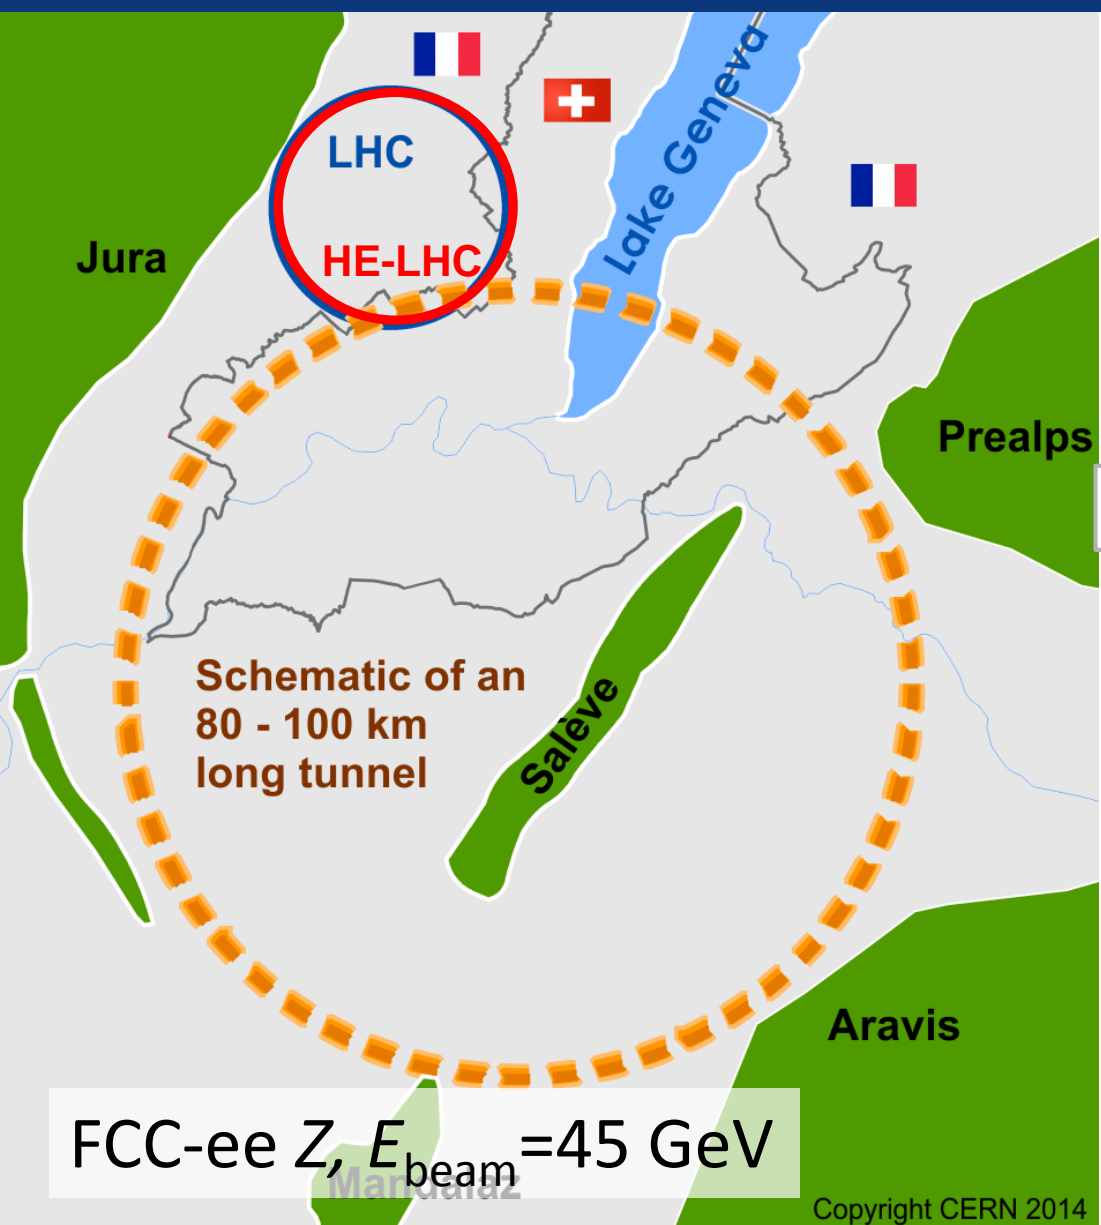 LHC
Lake Geneva
Jura
HE-LHC
Prealps
Schematic of an
80 - 100 km
long tunnel
Salève
Aravis
FCC-ee Z, Ebeam=45 GeV
Mandalaz
Copyright CERN 2014